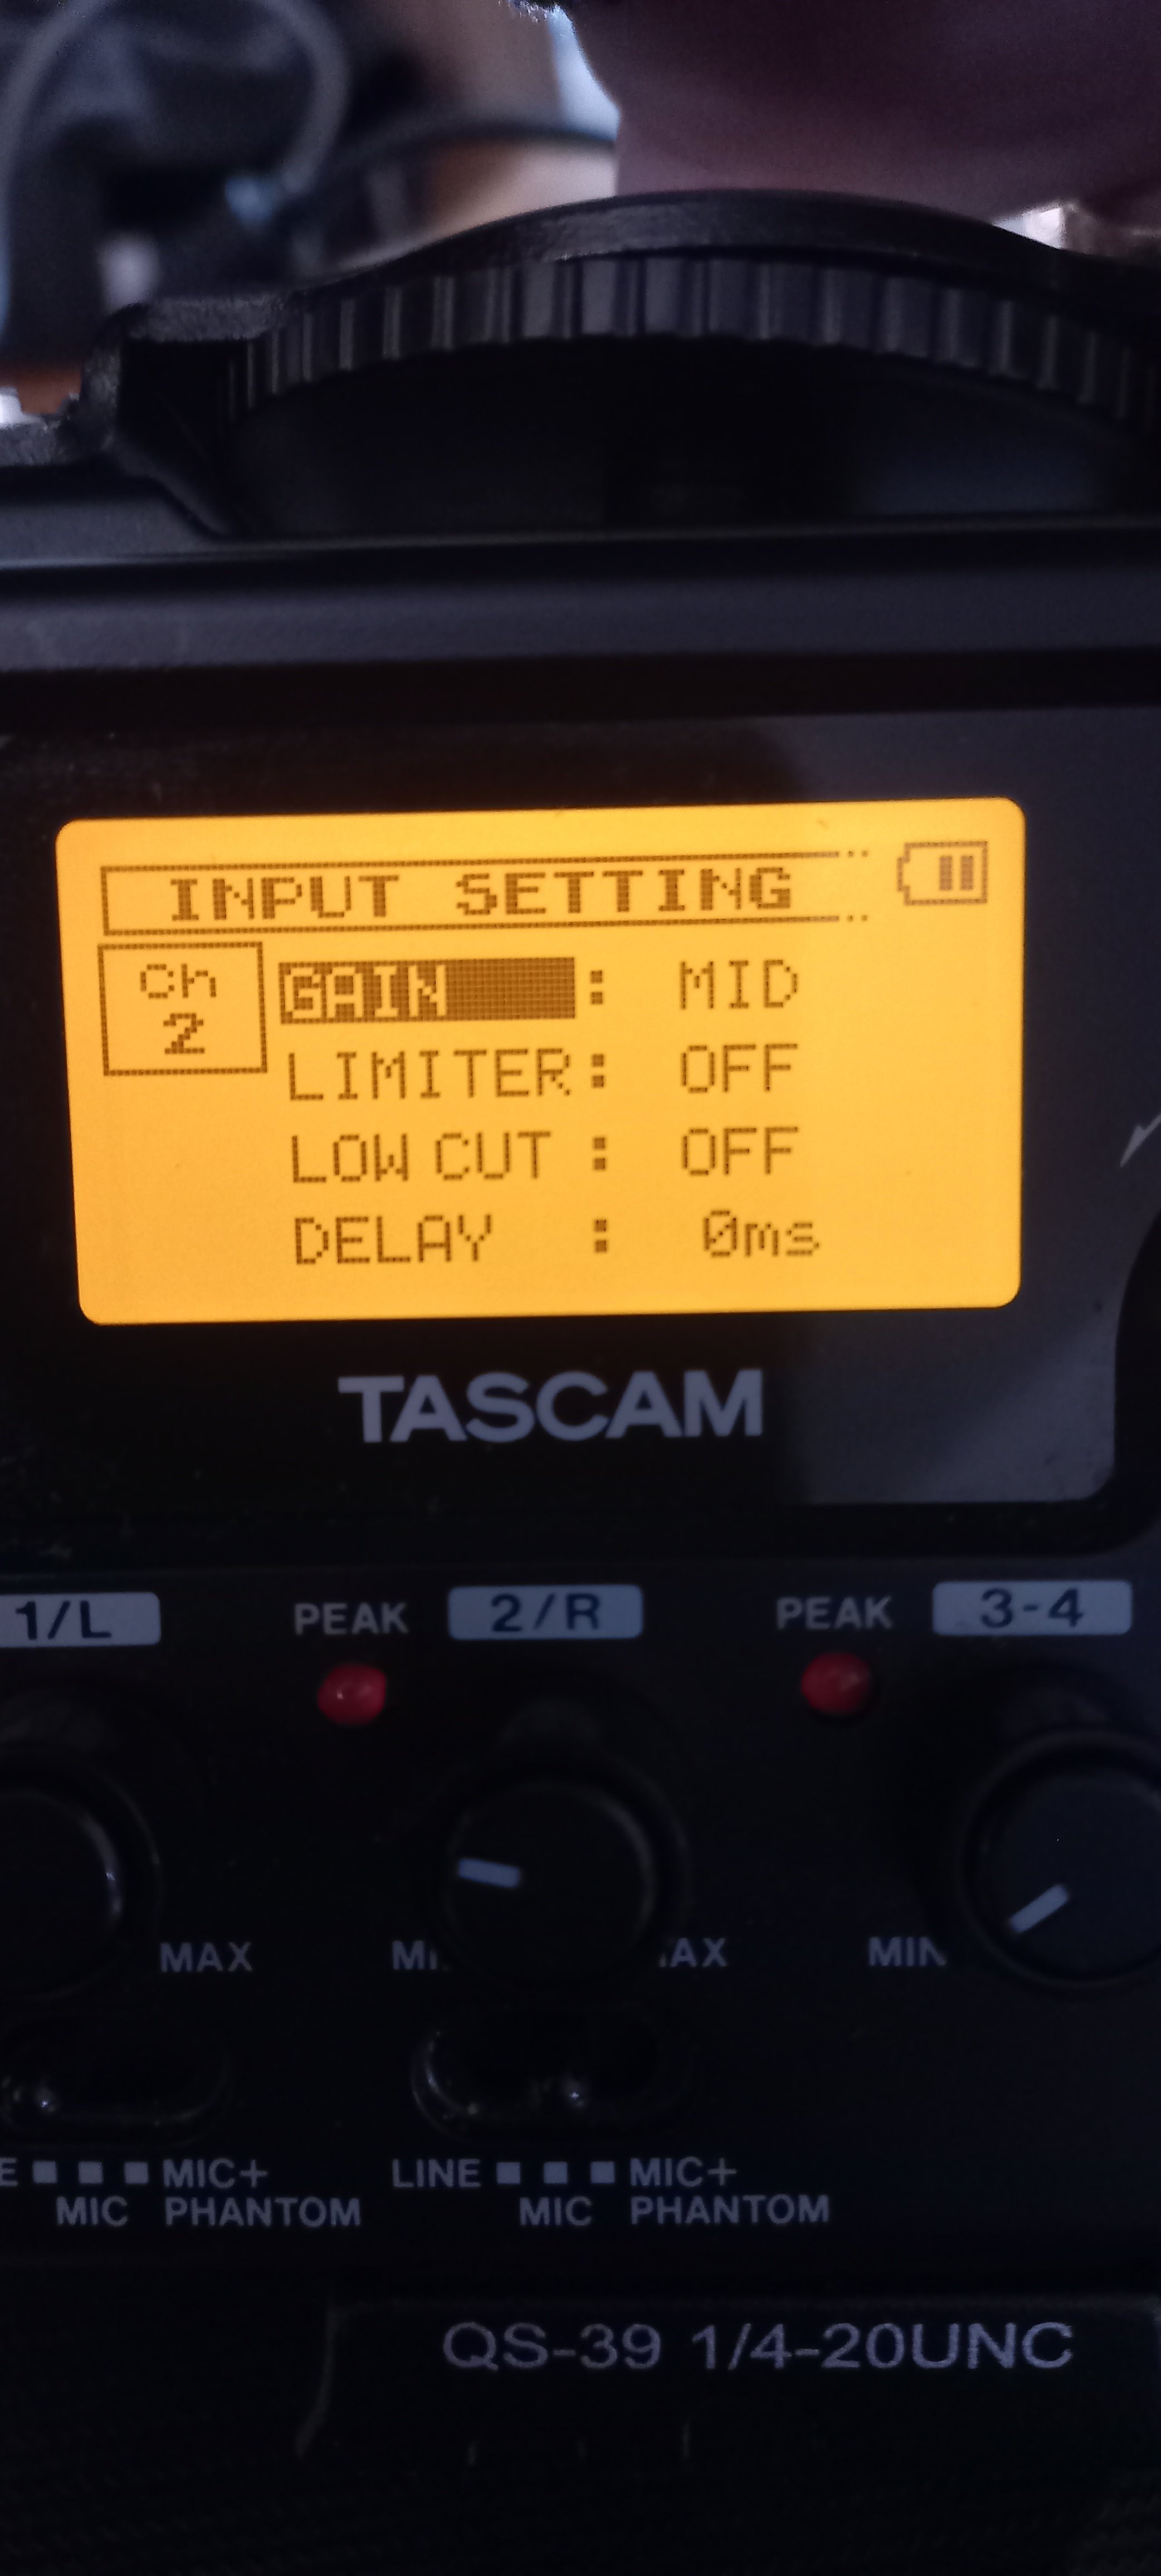 INPUT SETTING
Ch
2
GAIN : MID
LIMITER : OFF
LOW CUT : OFF
DELAY : 0ms
TASCAM
1/L PEAK 2/R PEAK 3-4
MAX MIN
LINE MIC+ LINE MIC+
MIC PHANTOM MIC PHANTOM
QS-39 1/4-20UNC